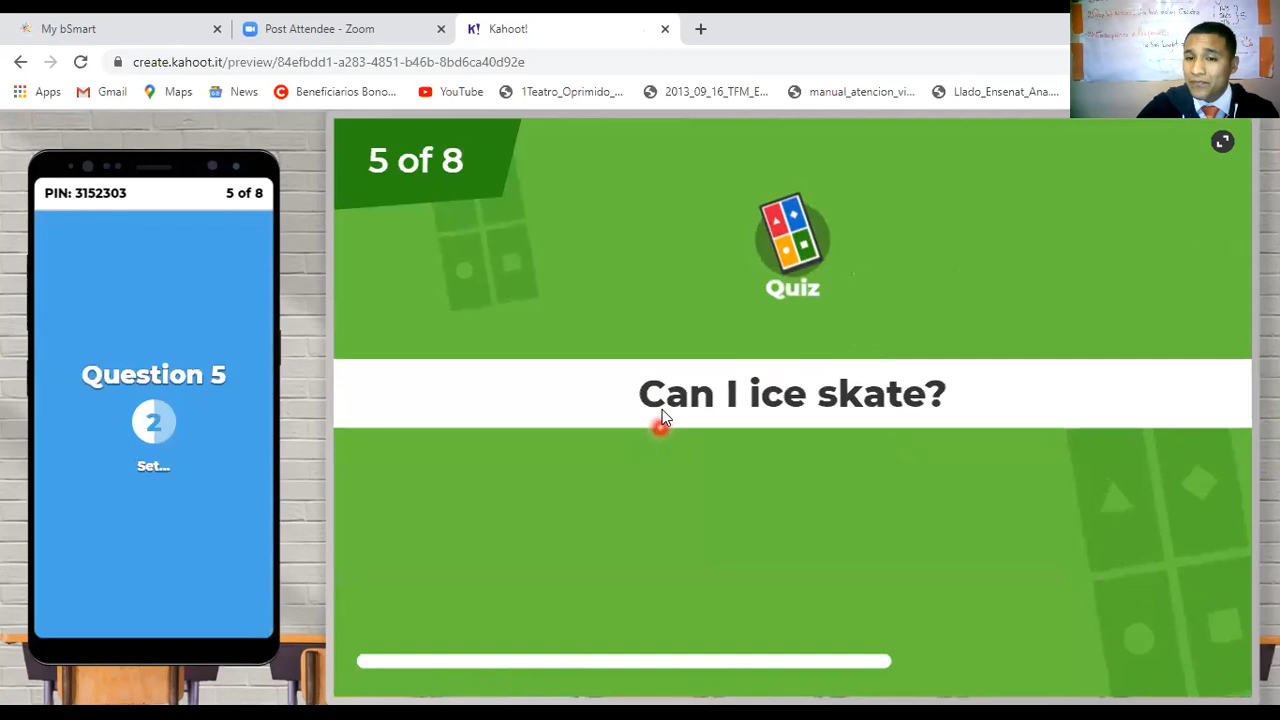 My bSmart
Post Attendee - Zoom
K! Kahoot!
create.kahoot.it/preview/84efbdd1-a283-4851-b46b-8bd6ca40d92e
Apps Gmail Maps News Beneficiarios Bono... YouTube 1Teatro_Oprimido_... 2013_09_16_TFM_E... manual_atencion_vi... Llado_Ensenat_Ana....
PIN: 3152303 5 of 8
Question 5
2
Set...
5 of 8
Quiz
Can I ice skate?